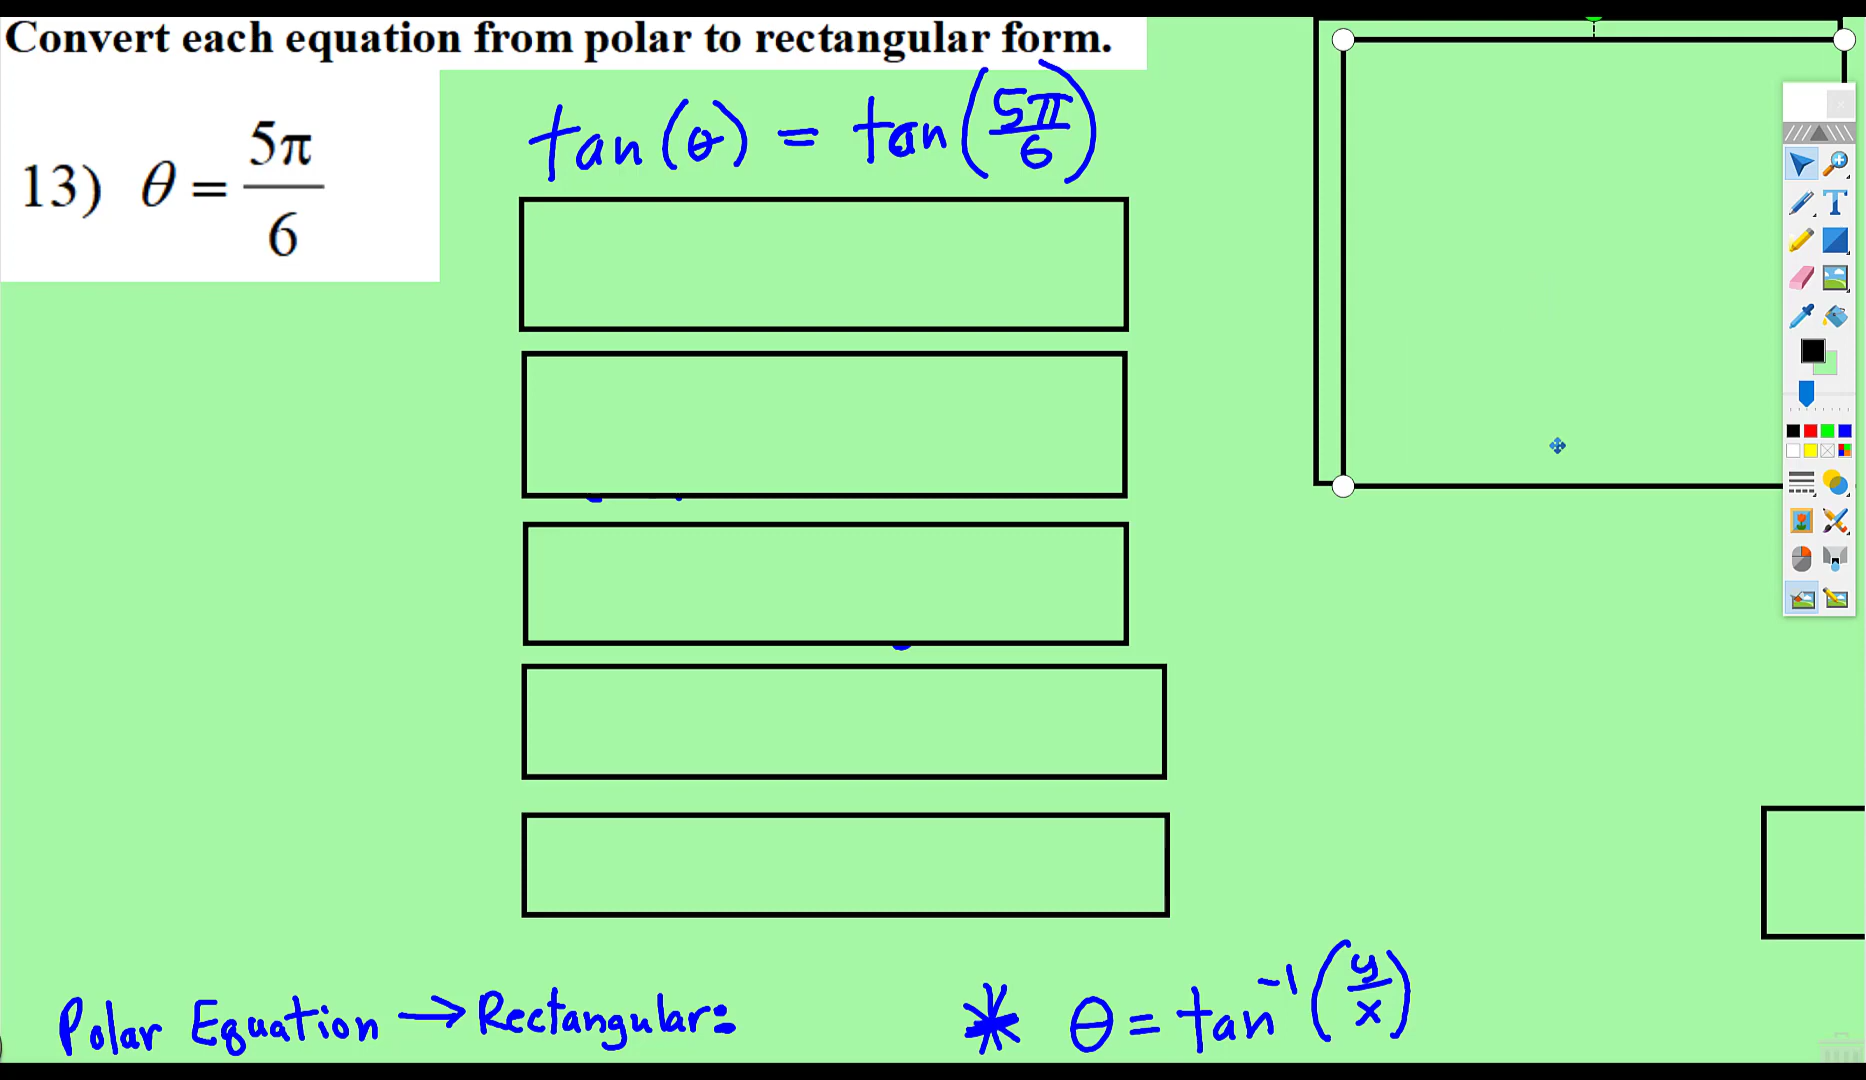 Convert each equation from polar to rectangular form.
13) θ = 5π/6
tan(θ) = tan(5π/6)
Polar Equation → Rectangular:
* θ = tan⁻¹(y/x)